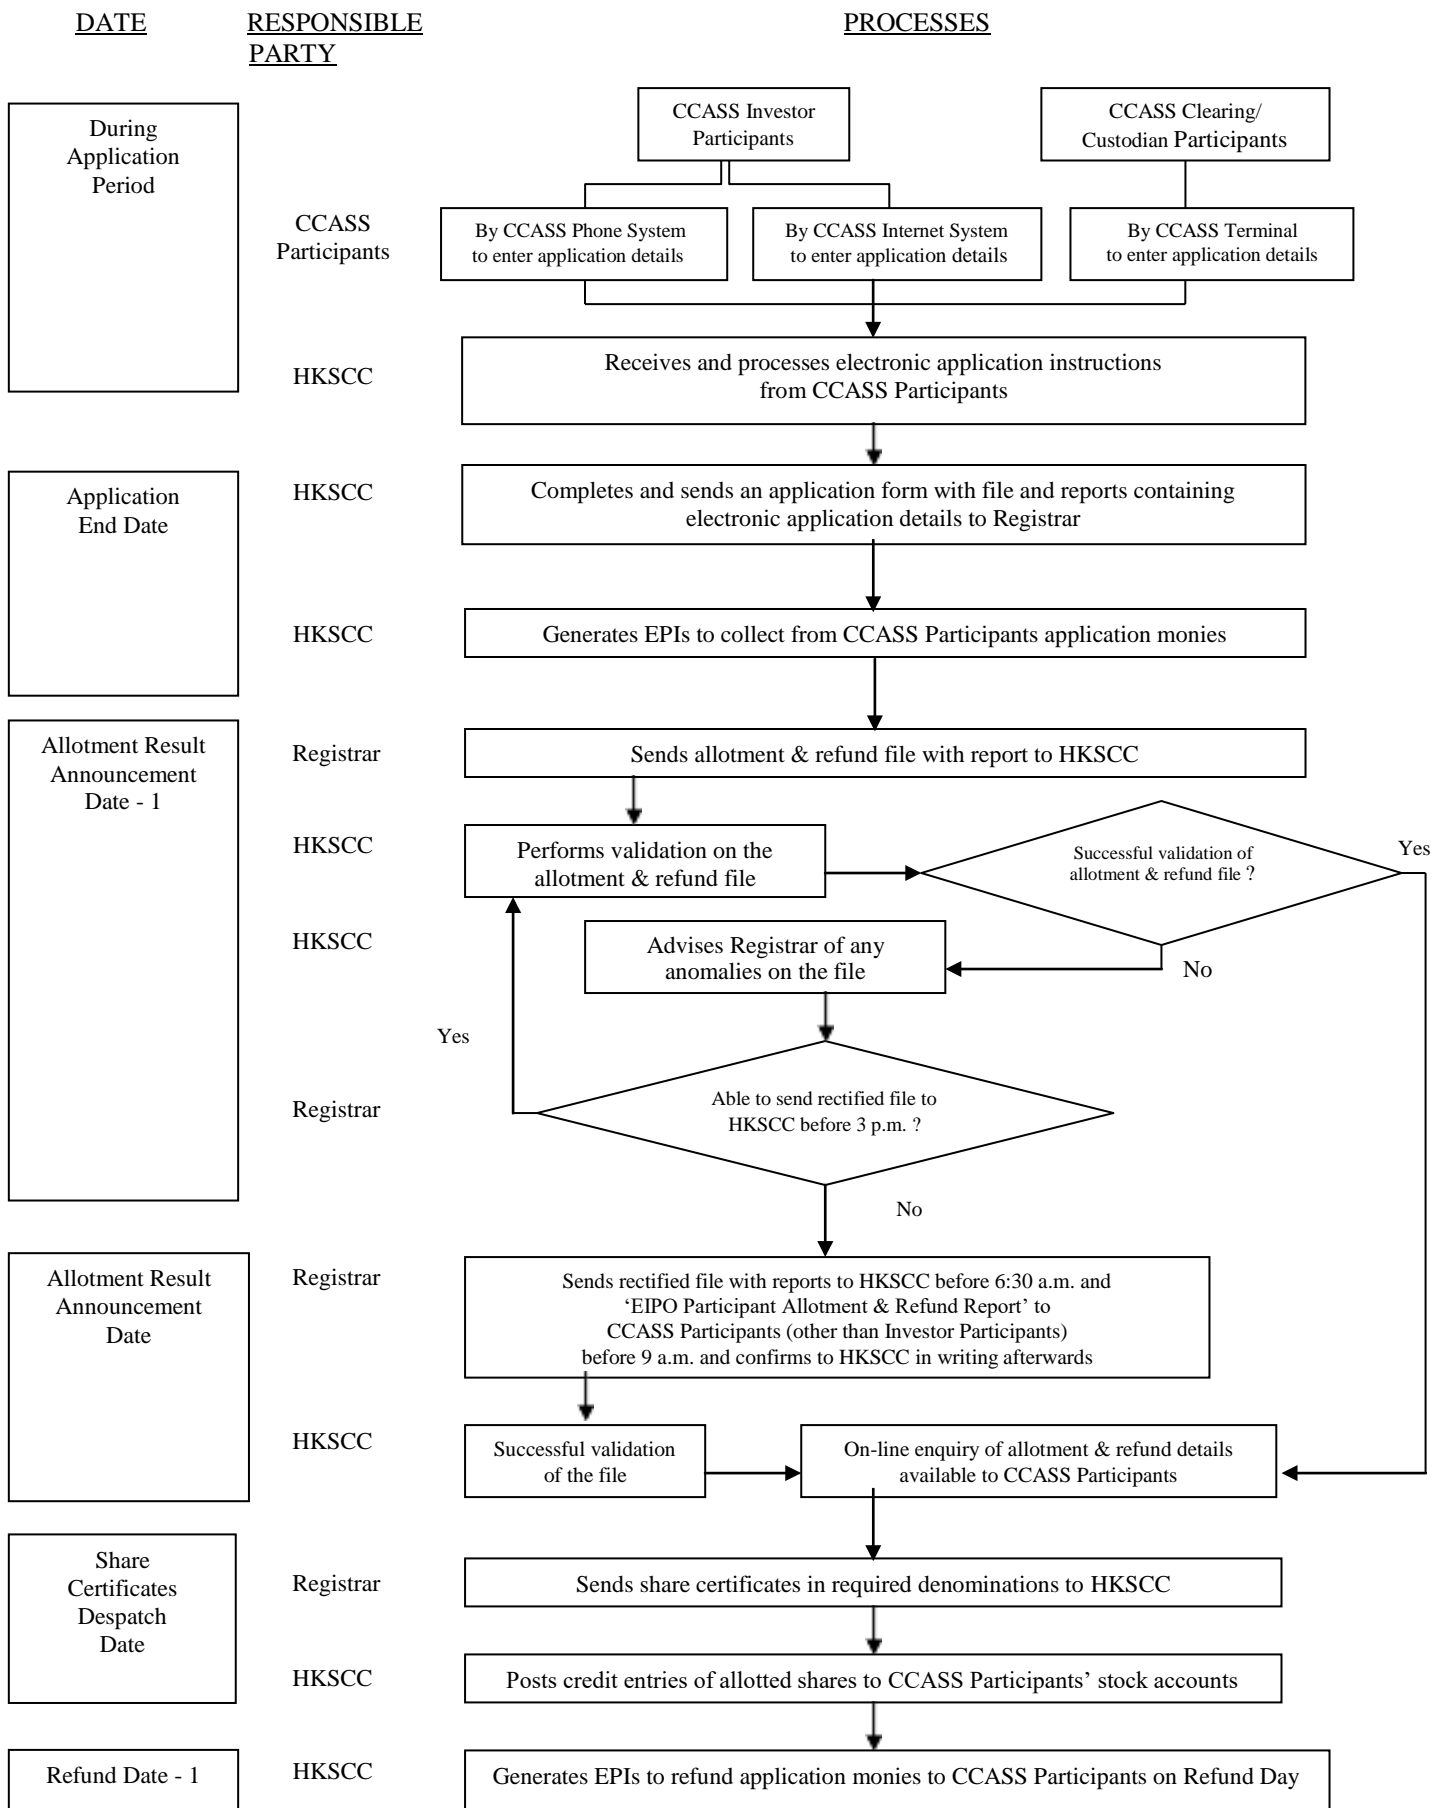 DATE
RESPONSIBLE
PARTY
PROCESSES
During
Application
Period
CCASS Investor
Participants
CCASS Clearing/
Custodian Participants
CCASS
Participants
By CCASS Phone System
to enter application details
By CCASS Internet System
to enter application details
By CCASS Terminal
to enter application details
HKSCC
Receives and processes electronic application instructions
from CCASS Participants
Application
End Date
HKSCC
Completes and sends an application form with file and reports containing
electronic application details to Registrar
HKSCC
Generates EPIs to collect from CCASS Participants application monies
Allotment Result
Announcement
Date - 1
Registrar
Sends allotment & refund file with report to HKSCC
HKSCC
Performs validation on the
allotment & refund file
Successful validation of
allotment & refund file ?
Yes
HKSCC
Advises Registrar of any
anomalies on the file
No
Yes
Registrar
Able to send rectified file to
HKSCC before 3 p.m. ?
No
Allotment Result
Announcement
Date
Registrar
Sends rectified file with reports to HKSCC before 6:30 a.m. and
‘EIPO Participant Allotment & Refund Report’ to
CCASS Participants (other than Investor Participants)
before 9 a.m. and confirms to HKSCC in writing afterwards
HKSCC
Successful validation
of the file
On-line enquiry of allotment & refund details
available to CCASS Participants
Share
Certificates
Despatch
Date
Registrar
Sends share certificates in required denominations to HKSCC
HKSCC
Posts credit entries of allotted shares to CCASS Participants’ stock accounts
Refund Date - 1
HKSCC
Generates EPIs to refund application monies to CCASS Participants on Refund Day